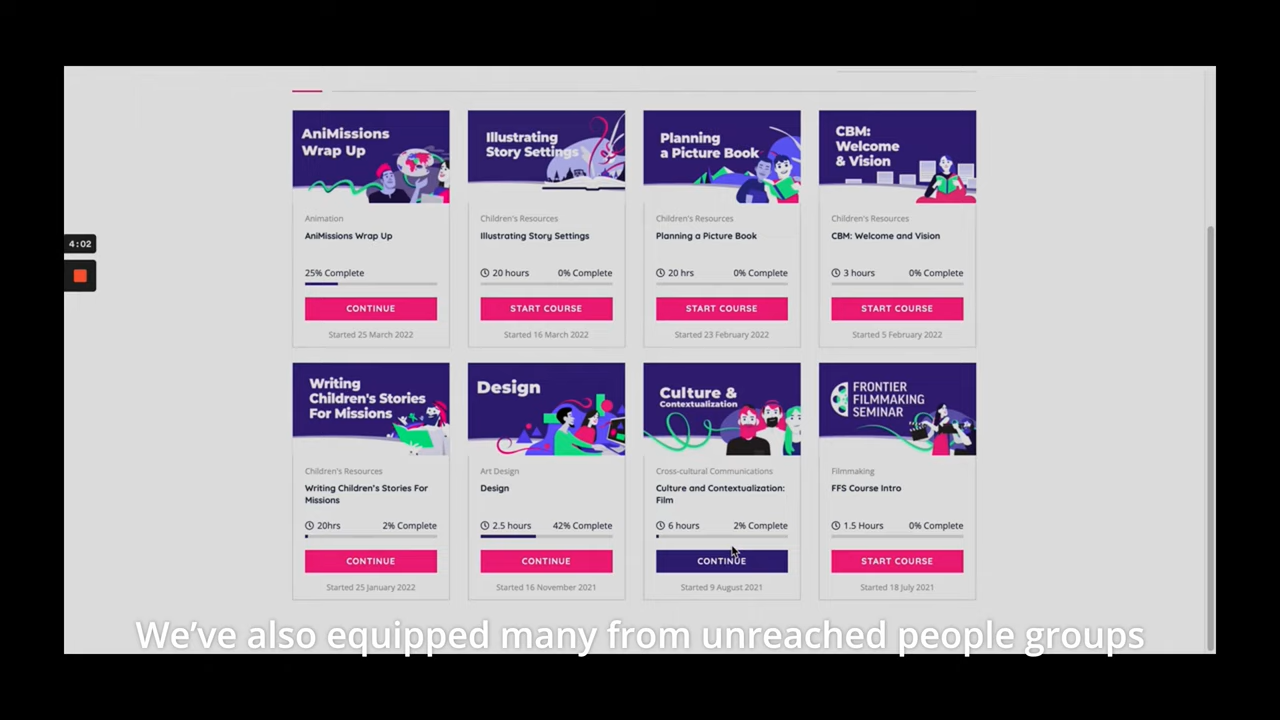 AniMissions
Wrap Up
Illustrating
Story Settings
Planning
a Picture Book
CBM:
Welcome
& Vision
Animation
Children's Resources
Children's Resources
Children's Resources
AniMissions Wrap Up
Illustrating Story Settings
Planning a Picture Book
CBM: Welcome and Vision
4:02
25% Complete
20 hours 0% Complete
20 hrs 0% Complete
3 hours 0% Complete
CONTINUE
START COURSE
START COURSE
START COURSE
Started 25 March 2022
Started 16 March 2022
Started 23 February 2022
Started 5 February 2022
Writing
Children's Stories
For Missions
Design
Culture &
Contextualization
FRONTIER
FILMMAKING
SEMINAR
Children's Resources
Art Design
Cross-cultural Communications
Filmmaking
Writing Children's Stories For
Missions
Design
Culture and Contextualization:
Film
FFS Course Intro
20hrs 2% Complete
2.5 hours 42% Complete
6 hours 2% Complete
1.5 Hours 0% Complete
CONTINUE
CONTINUE
CONTINUE
START COURSE
Started 25 January 2022
Started 16 November 2021
Started 9 August 2021
Started 18 July 2021
We've also equipped many from unreached people groups